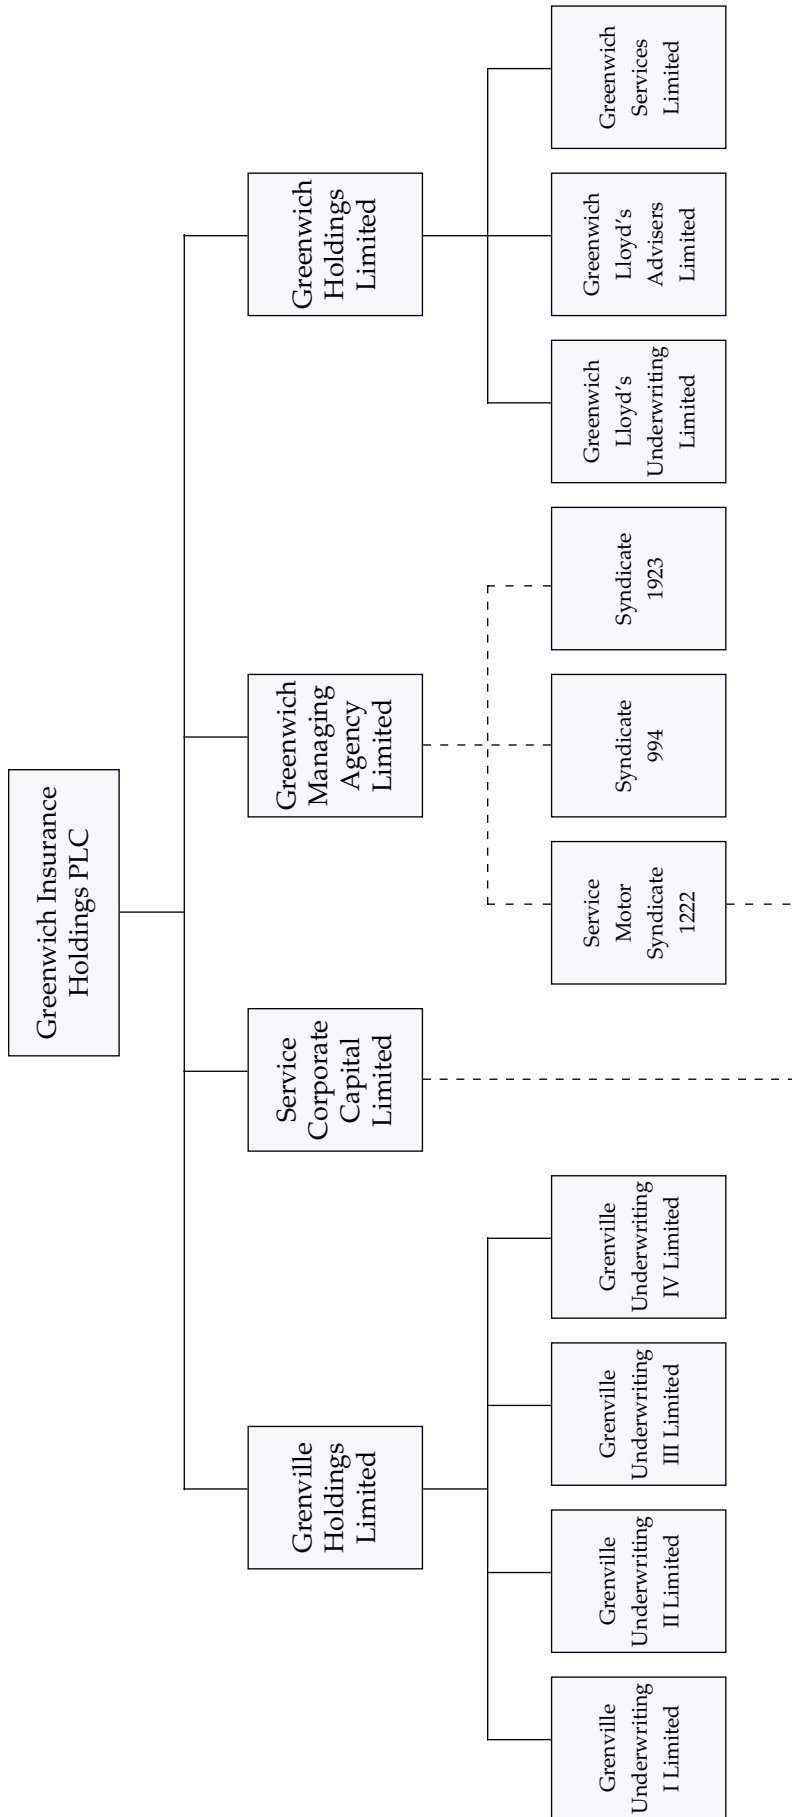 Greenwich Insurance
Holdings PLC
Grenville
Holdings
Limited
Service
Corporate
Capital
Limited
Greenwich
Managing
Agency
Limited
Greenwich
Holdings
Limited
Grenville
Underwriting
I Limited
Grenville
Underwriting
II Limited
Grenville
Underwriting
III Limited
Grenville
Underwriting
IV Limited
Service
Motor
Syndicate
1222
Syndicate
994
Syndicate
1923
Greenwich
Lloyd's
Underwriting
Limited
Greenwich
Lloyd's
Advisers
Limited
Greenwich
Services
Limited